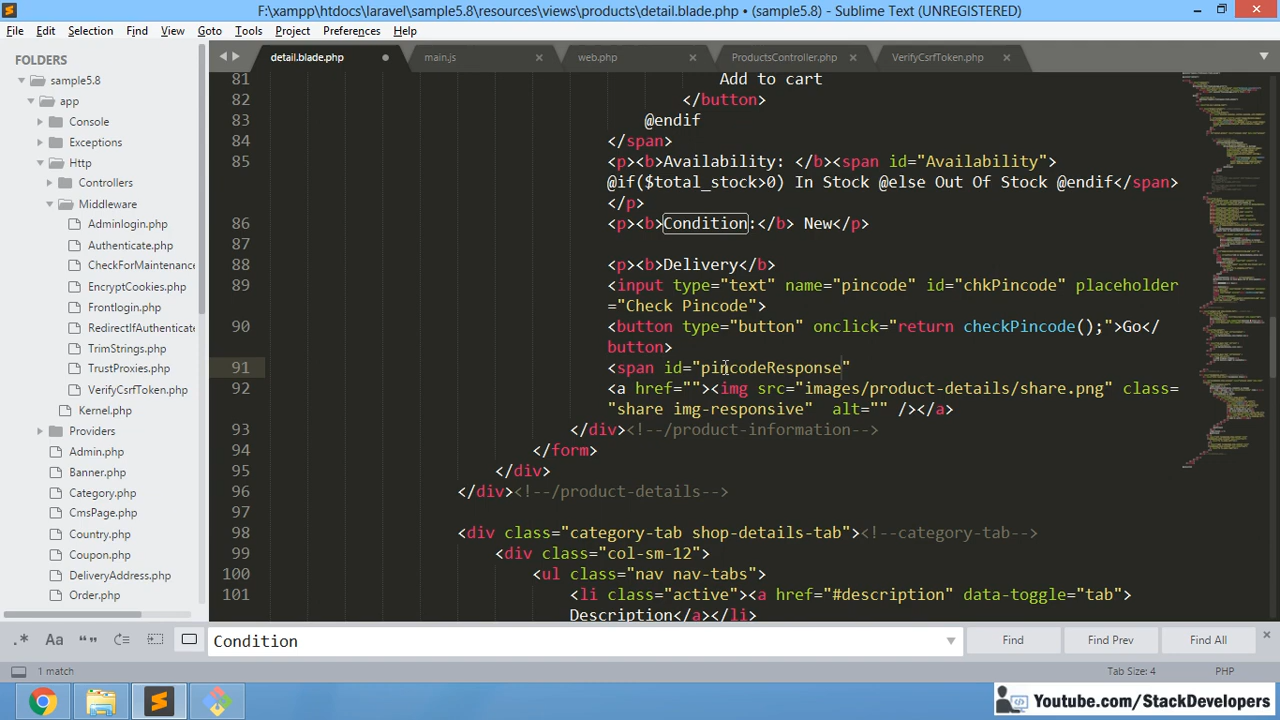 F:\xampp\htdocs\laravel\sample5.8\resources\views\products\detail.blade.php • (sample5.8) - Sublime Text (UNREGISTERED)
File Edit Selection Find View Goto Tools Project Preferences Help
FOLDERS
sample5.8
app
Console
Exceptions
Http
Controllers
Middleware
Adminlogin.php
Authenticate.php
CheckForMaintenance
EncryptCookies.php
Frontlogin.php
RedirectIfAuthenticate
TrimStrings.php
TrustProxies.php
VerifyCsrfToken.php
Kernel.php
Providers
Admin.php
Banner.php
Category.php
CmsPage.php
Country.php
Coupon.php
DeliveryAddress.php
Order.php
detail.blade.php main.js web.php ProductsController.php VerifyCsrfToken.php
81 Add to cart
82 </button>
83 @endif
84 </span>
85 <p><b>Availability: </b><span id="Availability">
@if($total_stock>0) In Stock @else Out Of Stock @endif</span>
</p>
86 <p><b>Condition:</b> New</p>
87
88 <p><b>Delivery</b>
89 <input type="text" name="pincode" id="chkPincode" placeholder
="Check Pincode">
90 <button type="button" onclick="return checkPincode();">Go</
button>
91 <span id="pincodeResponse"
92 <a href=""><img src="images/product-details/share.png" class=
"share img-responsive"  alt="" /></a>
93 </div><!--/product-information-->
94 </form>
95 </div>
96 </div><!--/product-details-->
97
98 <div class="category-tab shop-details-tab"><!--category-tab-->
99 <div class="col-sm-12">
100 <ul class="nav nav-tabs">
101 <li class="active"><a href="#description" data-toggle="tab">
Description</a></li>
.* Aa “” Condition Find Find Prev Find All
1 match Tab Size: 4 PHP
Youtube.com/StackDevelopers